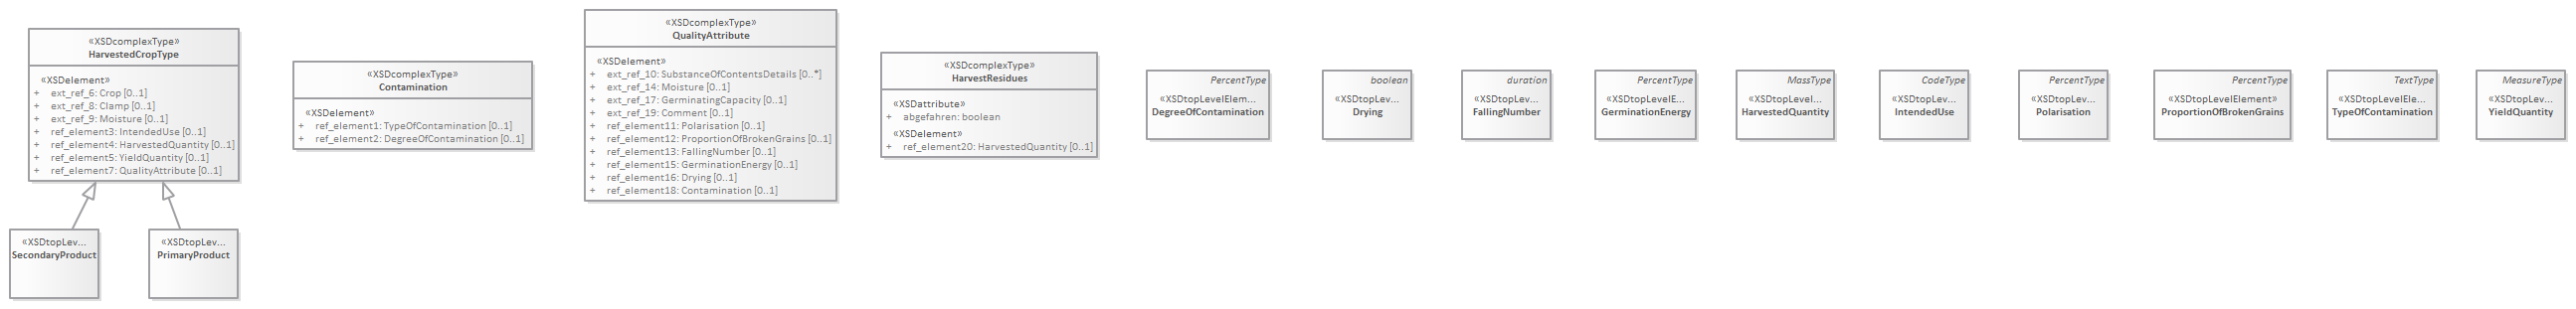 «XSDcomplexType»
HarvestedCropType
«XSDelement»
+ ext_ref_6: Crop [0..1]
+ ext_ref_8: Clamp [0..1]
+ ext_ref_9: Moisture [0..1]
+ ref_element3: IntendedUse [0..1]
+ ref_element4: HarvestedQuantity [0..1]
+ ref_element5: YieldQuantity [0..1]
+ ref_element7: QualityAttribute [0..1]
«XSDtopLev...
SecondaryProduct
«XSDtopLev...
PrimaryProduct
«XSDcomplexType»
Contamination
«XSDelement»
+ ref_element1: TypeOfContamination [0..1]
+ ref_element2: DegreeOfContamination [0..1]
«XSDcomplexType»
QualityAttribute
«XSDelement»
+ ext_ref_10: SubstanceOfContentsDetails [0..*]
+ ext_ref_14: Moisture [0..1]
+ ext_ref_17: GerminatingCapacity [0..1]
+ ext_ref_19: Comment [0..1]
+ ref_element11: Polarisation [0..1]
+ ref_element12: ProportionOfBrokenGrains [0..1]
+ ref_element13: FallingNumber [0..1]
+ ref_element15: GerminationEnergy [0..1]
+ ref_element16: Drying [0..1]
+ ref_element18: Contamination [0..1]
«XSDcomplexType»
HarvestResidues
«XSDattribute»
+ abgefahren: boolean
«XSDelement»
+ ref_element20: HarvestedQuantity [0..1]
PercentType
«XSDtopLevelElem...
DegreeOfContamination
boolean
«XSDtopLev...
Drying
duration
«XSDtopLev...
FallingNumber
PercentType
«XSDtopLevelE...
GerminationEnergy
MassType
«XSDtopLevel...
HarvestedQuantity
CodeType
«XSDtopLev...
IntendedUse
PercentType
«XSDtopLev...
Polarisation
PercentType
«XSDtopLevelElement»
ProportionOfBrokenGrains
TextType
«XSDtopLevelEle...
TypeOfContamination
MeasureType
«XSDtopLev...
YieldQuantity